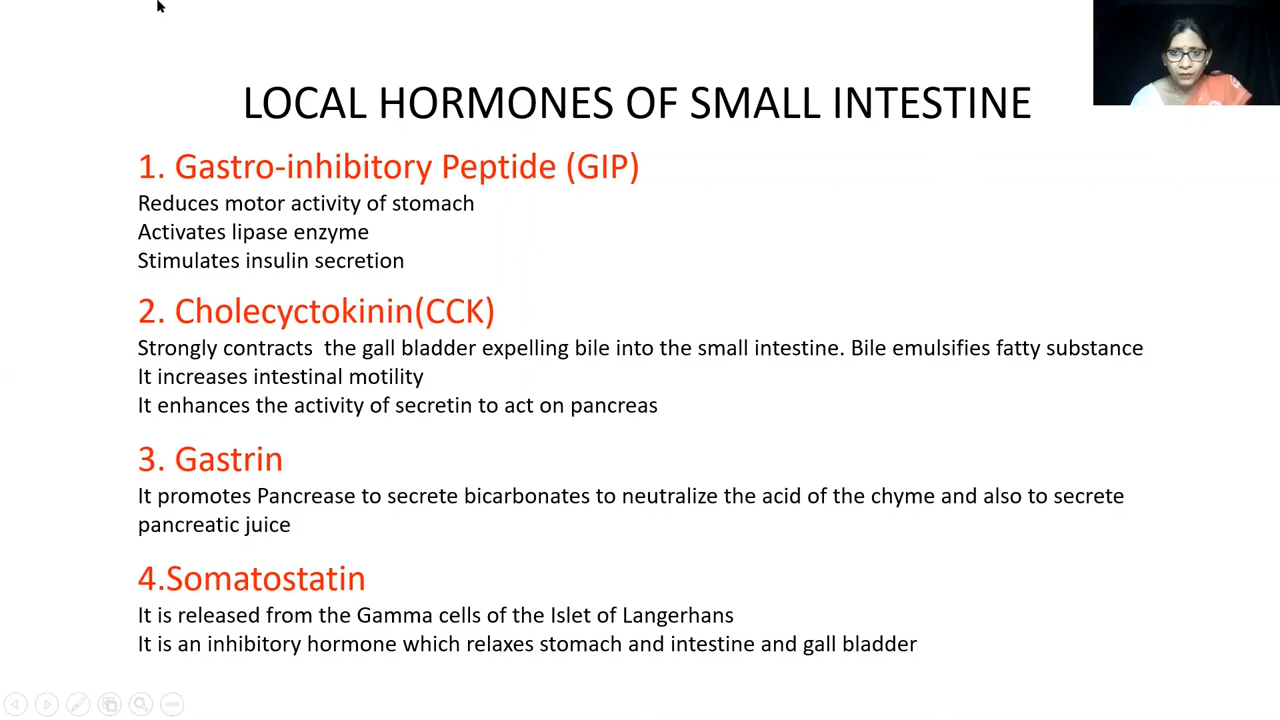 LOCAL HORMONES OF SMALL INTESTINE
1. Gastro-inhibitory Peptide (GIP)
Reduces motor activity of stomach
Activates lipase enzyme
Stimulates insulin secretion
2. Cholecyctokinin(CCK)
Strongly contracts  the gall bladder expelling bile into the small intestine. Bile emulsifies fatty substance
It increases intestinal motility
It enhances the activity of secretin to act on pancreas
3. Gastrin
It promotes Pancrease to secrete bicarbonates to neutralize the acid of the chyme and also to secrete
pancreatic juice
4.Somatostatin
It is released from the Gamma cells of the Islet of Langerhans
It is an inhibitory hormone which relaxes stomach and intestine and gall bladder